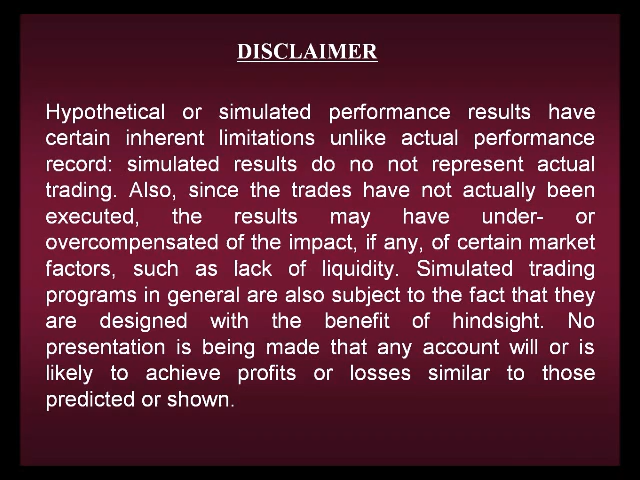 DISCLAIMER
Hypothetical or simulated performance results have
certain inherent limitations unlike actual performance
record: simulated results do no not represent actual
trading. Also, since the trades have not actually been
executed, the results may have under- or
overcompensated of the impact, if any, of certain market
factors, such as lack of liquidity. Simulated trading
programs in general are also subject to the fact that they
are designed with the benefit of hindsight. No
presentation is being made that any account will or is
likely to achieve profits or losses similar to those
predicted or shown.